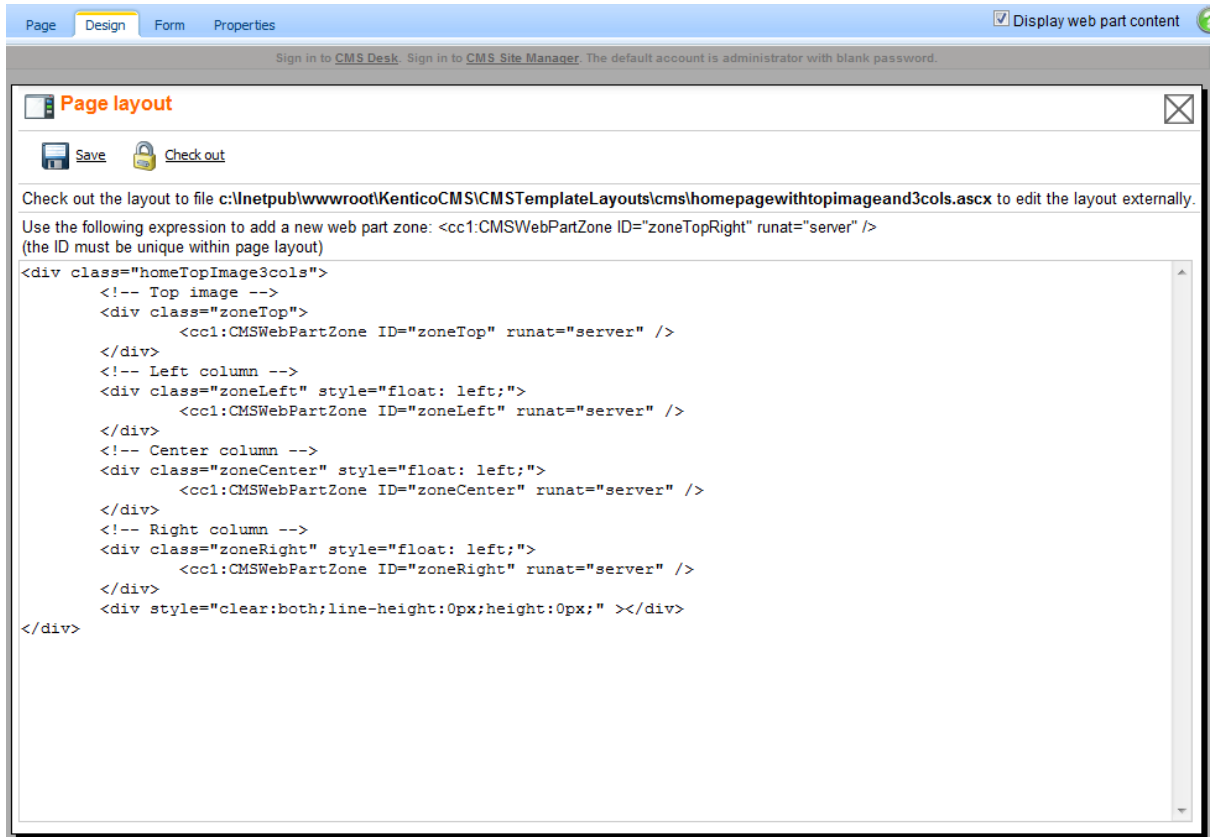 Page Design Form Properties Display web part content ?
Sign in to CMS Desk. Sign in to CMS Site Manager. The default account is administrator with blank password.
Page layout
Save Check out
Check out the layout to file c:\Inetpub\wwwroot\KenticoCMS\CMSTemplateLayouts\cms\homepagewithtopimageand3cols.ascx to edit the layout externally.
Use the following expression to add a new web part zone: <cc1:CMSWebPartZone ID="zoneTopRight" runat="server" />
(the ID must be unique within page layout)
<div class="homeTopImage3cols">
<!-- Top image -->
<div class="zoneTop">
<cc1:CMSWebPartZone ID="zoneTop" runat="server" />
</div>
<!-- Left column -->
<div class="zoneLeft" style="float: left;">
<cc1:CMSWebPartZone ID="zoneLeft" runat="server" />
</div>
<!-- Center column -->
<div class="zoneCenter" style="float: left;">
<cc1:CMSWebPartZone ID="zoneCenter" runat="server" />
</div>
<!-- Right column -->
<div class="zoneRight" style="float: left;">
<cc1:CMSWebPartZone ID="zoneRight" runat="server" />
</div>
<div style="clear:both;line-height:0px;height:0px;" ></div>
</div>